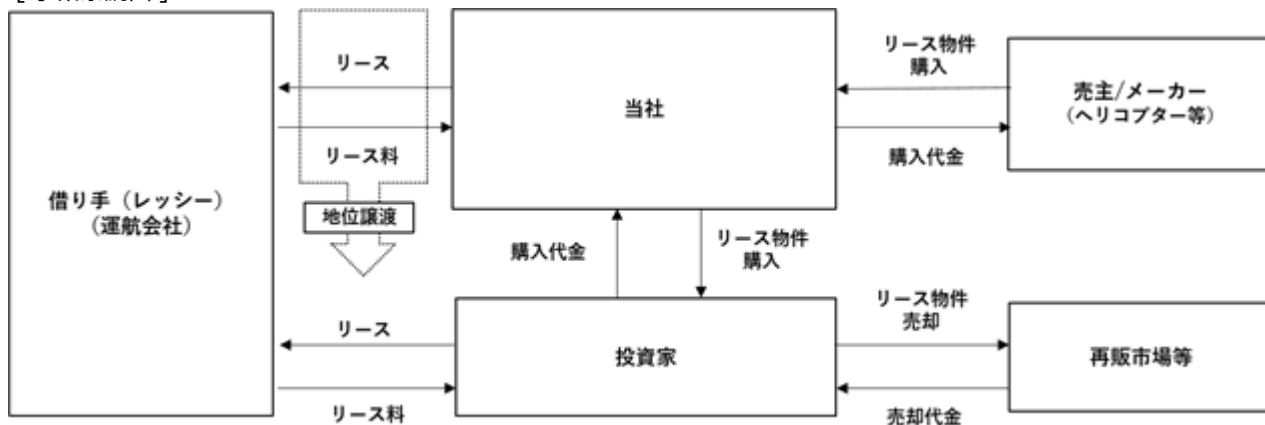 リース
リース料
地位譲渡
借り手（レッシー）
（運航会社）
当社
リース物件
購入
購入代金
売主/メーカー
（ヘリコプター等）
購入代金
リース物件
購入
リース
リース料
投資家
リース物件
売却
売却代金
再販市場等